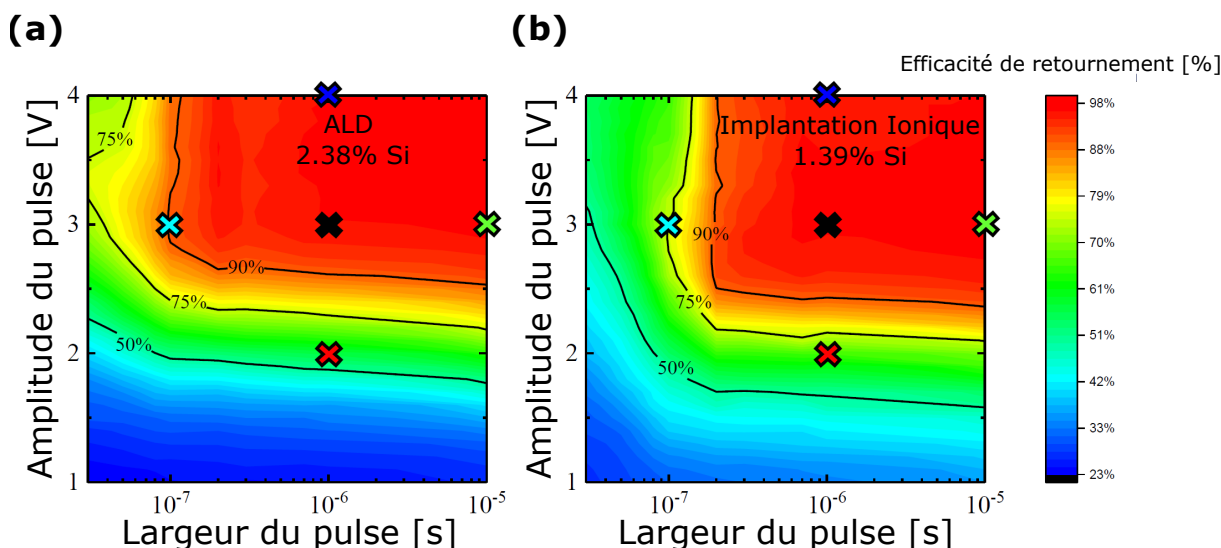 (a)
(b)
Efficacité de retournement [%]
Amplitude du pulse [V]
4
3
2
1
75%
ALD
2.38% Si
90%
75%
50%
10⁻⁷
10⁻⁶
10⁻⁵
Largeur du pulse [s]
Amplitude du pulse [V]
4
3
2
1
Implantation Ionique
1.39% Si
90%
75%
50%
10⁻⁷
10⁻⁶
10⁻⁵
Largeur du pulse [s]
98%
88%
79%
70%
61%
51%
42%
33%
23%